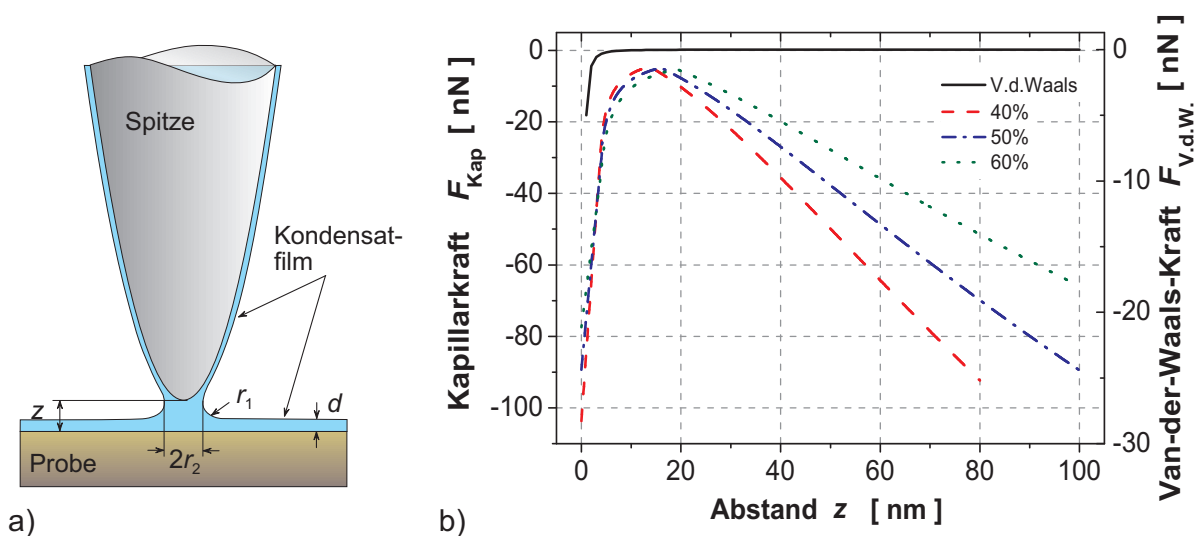 Spitze
Kondensat-
film
z
r1
d
Probe
2r2
a)
Kapillarkraft FKap [ nN ]
0
-20
-40
-60
-80
-100
V.d.Waals
40%
50%
60%
0
-10
-20
-30
Van-der-Waals-Kraft FV.d.W. [ nN ]
0 20 40 60 80 100
Abstand z [ nm ]
b)